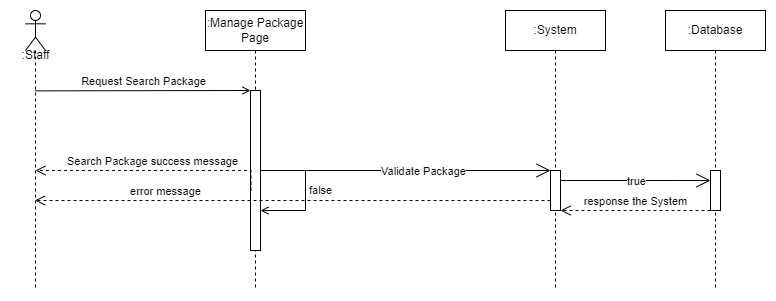 :Manage Package
Page
:System
:Database
:Staff
Request Search Package
Search Package success message
Validate Package
true
error message
false
response the System